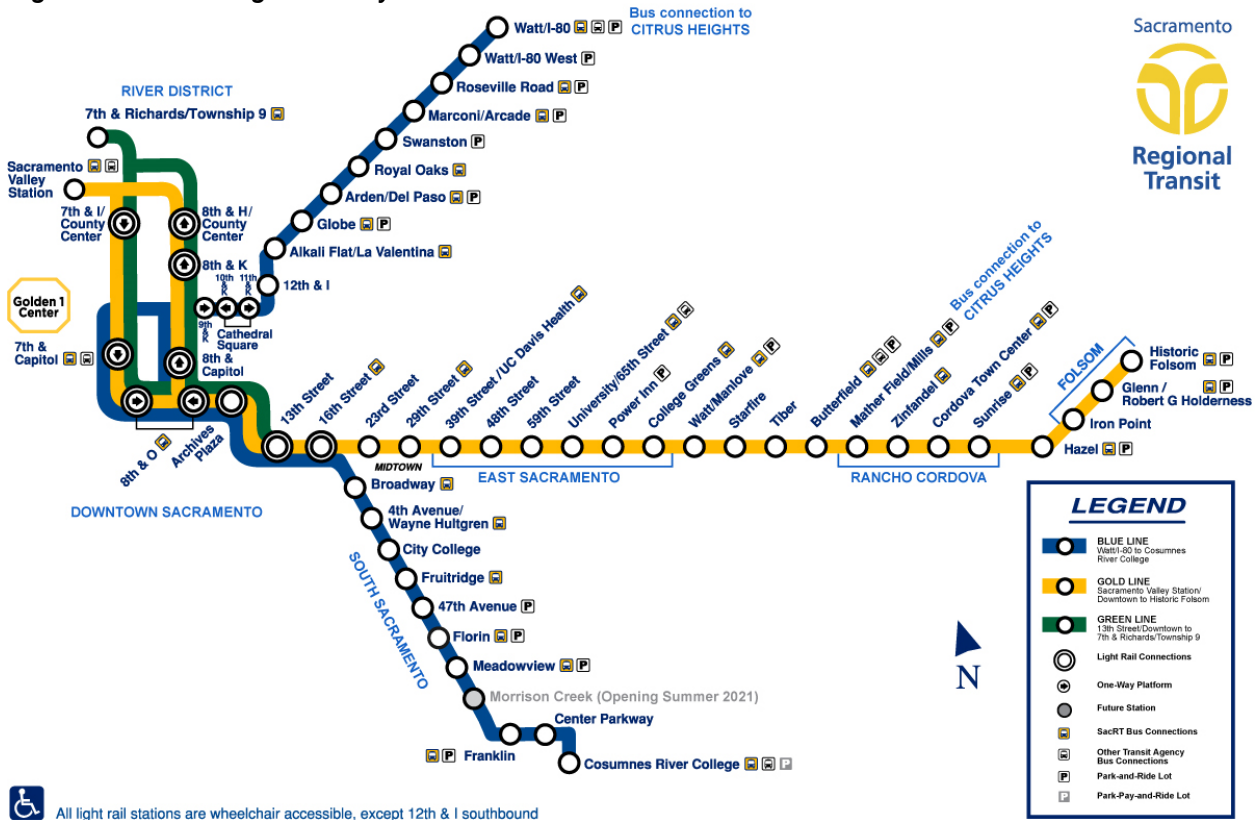 Watt/I-80
Bus connection to
CITRUS HEIGHTS
Watt/I-80 West
Roseville Road
Marconi/Arcade
Swanston
Royal Oaks
Arden/Del Paso
Globe
Alkali Flat/La Valentina
12th & I
Sacramento
Regional
Transit
RIVER DISTRICT
7th & Richards/Township 9
Sacramento
Valley
Station
7th & I/
County
Center
8th & H/
County
Center
8th & K
10th
&
K
11th
&
K
9th
&
K
Cathedral
Square
Golden 1
Center
7th &
Capitol
8th &
Capitol
8th & O
Archives
Plaza
DOWNTOWN SACRAMENTO
13th Street
16th Street
23rd Street
29th Street
MIDTOWN
39th Street /UC Davis Health
48th Street
59th Street
University/65th Street
Power Inn
College Greens
EAST SACRAMENTO
Watt/Manlove
Starfire
Tiber
Butterfield
Mather Field/Mills
Bus connection to
CITRUS HEIGHTS
Zinfandel
Cordova Town Center
Sunrise
RANCHO CORDOVA
Hazel
Iron Point
Glenn /
Robert G Holderness
Historic
Folsom
FOLSOM
Broadway
4th Avenue/
Wayne Hultgren
City College
Fruitridge
47th Avenue
Florin
Meadowview
SOUTH SACRAMENTO
Morrison Creek (Opening Summer 2021)
Franklin
Center Parkway
Cosumnes River College
N
LEGEND
BLUE LINE
Watt/I-80 to Cosumnes
River College
GOLD LINE
Sacramento Valley Station/
Downtown to Historic Folsom
GREEN LINE
13th Street/Downtown to
7th & Richards/Township 9
Light Rail Connections
One-Way Platform
Future Station
SacRT Bus Connections
Other Transit Agency
Bus Connections
P
Park-and-Ride Lot
P
Park-Pay-and-Ride Lot
All light rail stations are wheelchair accessible, except 12th & I southbound